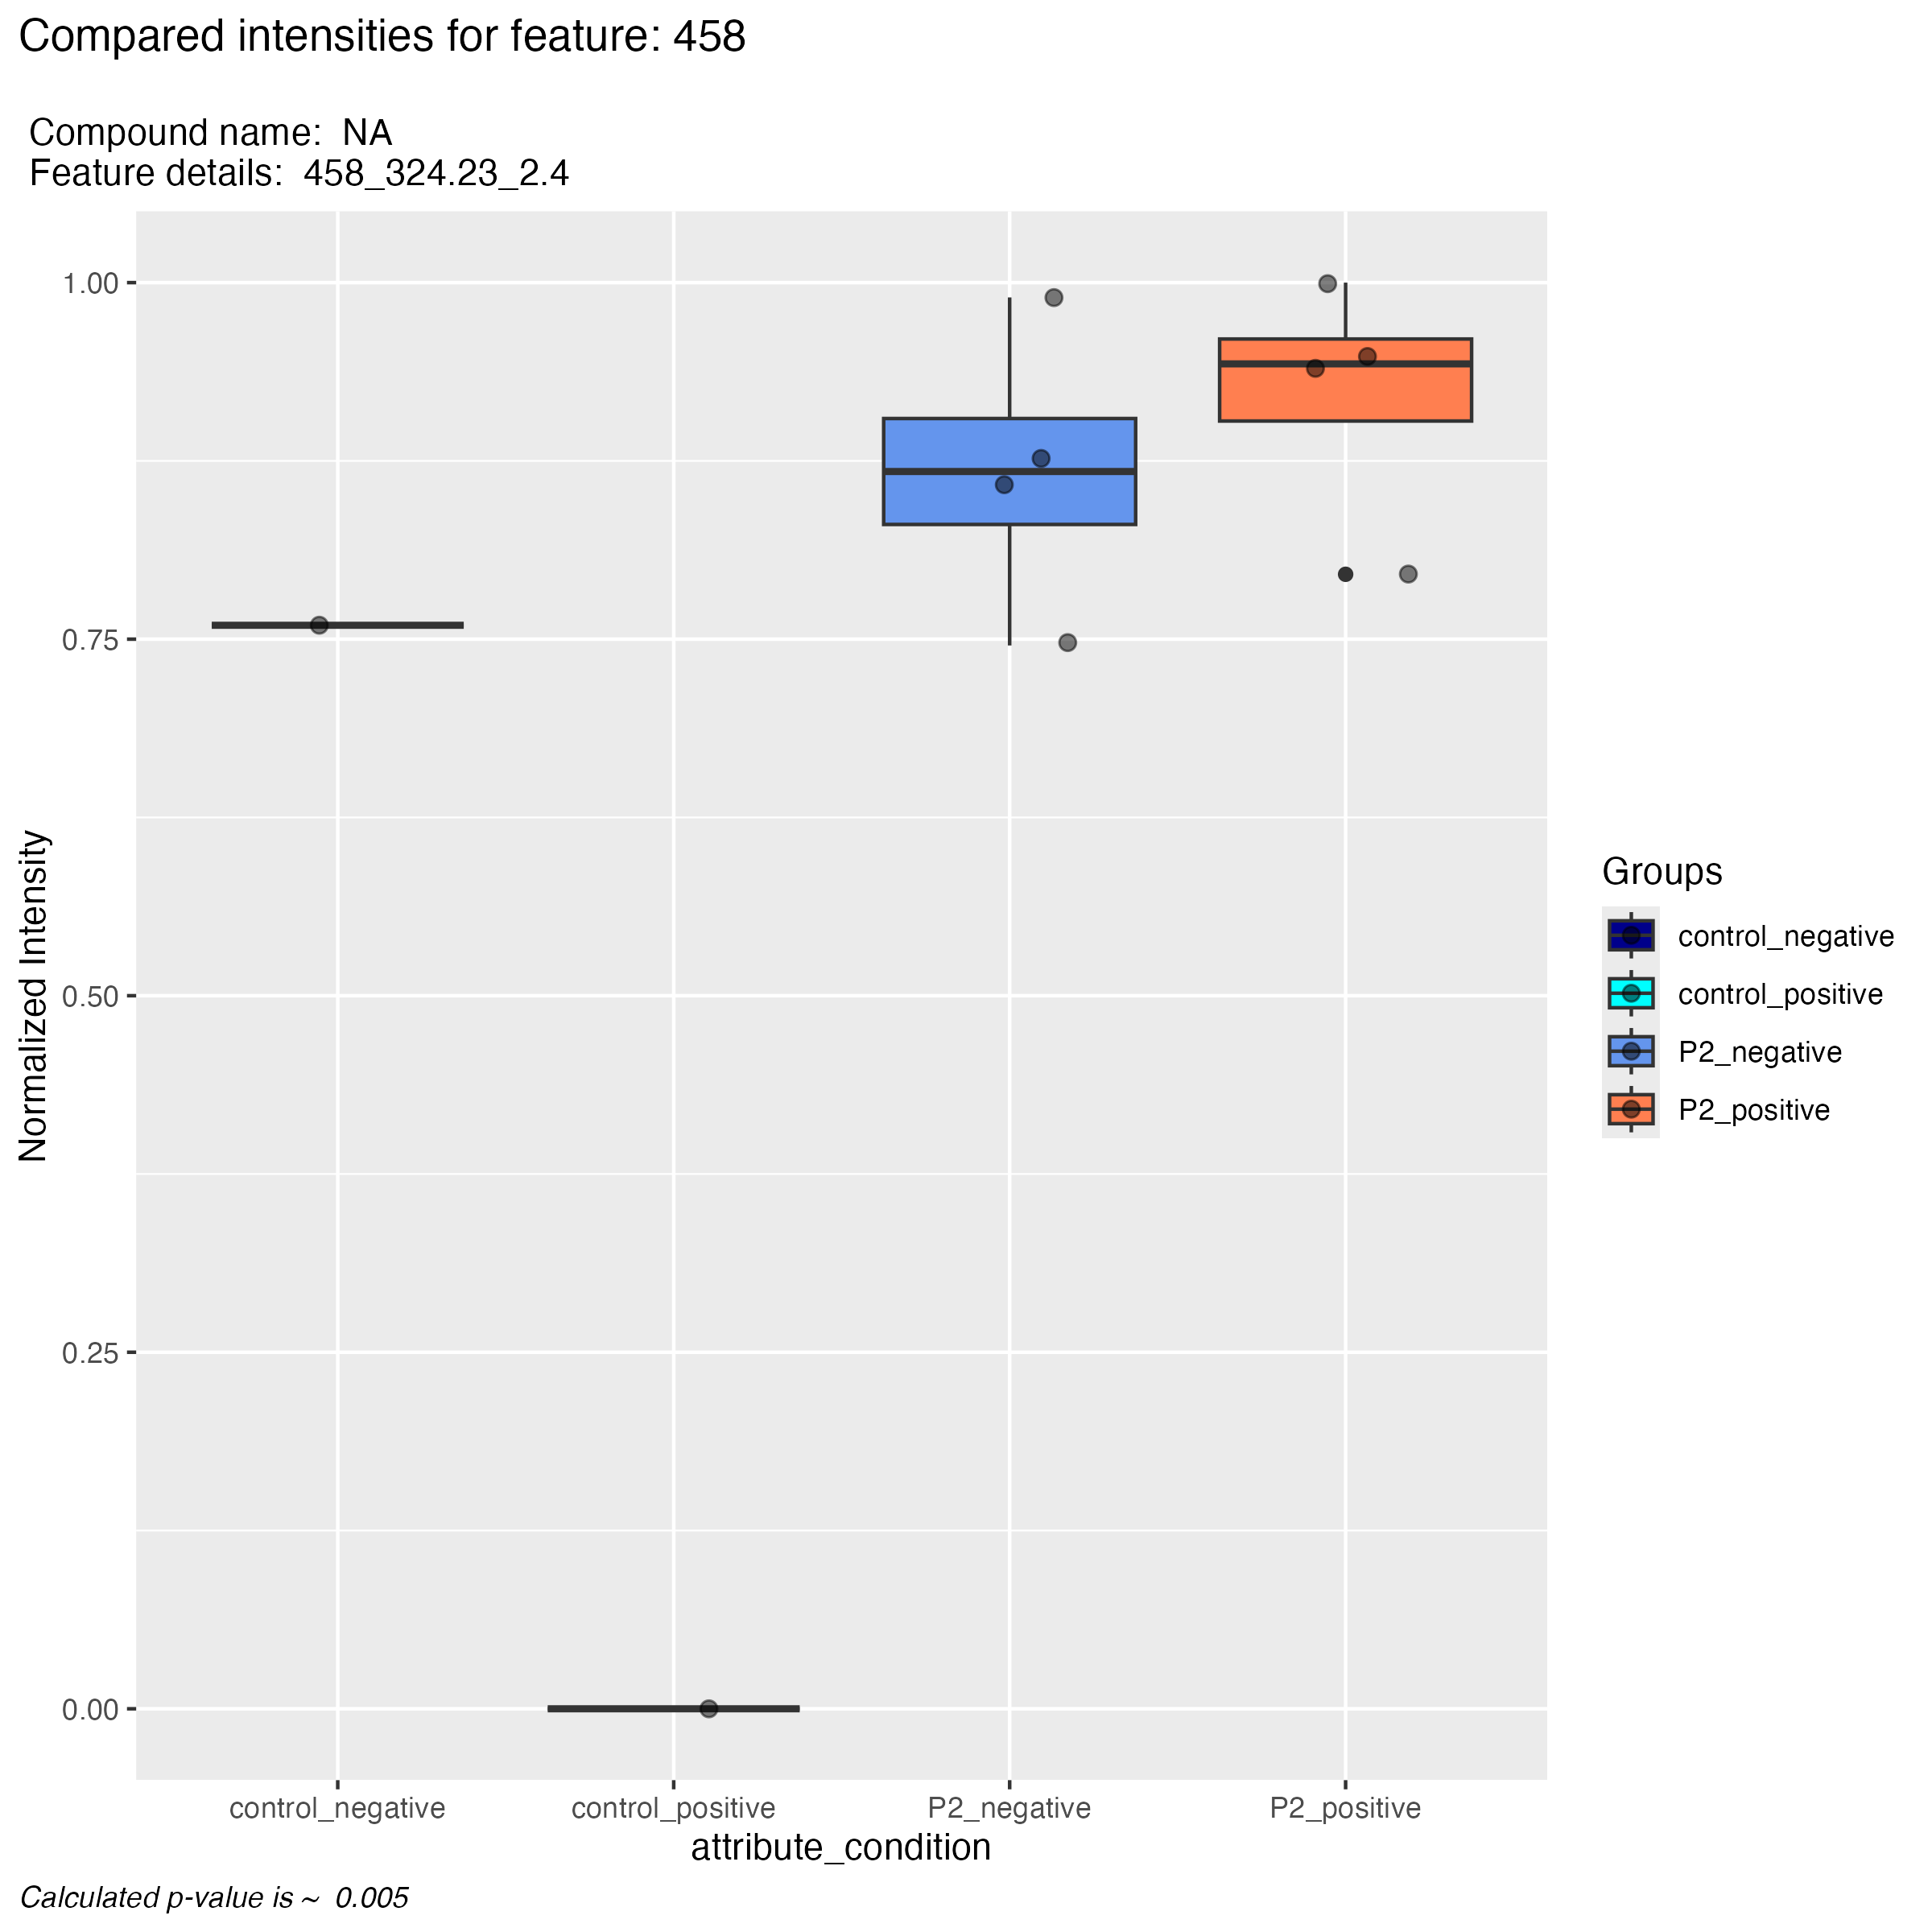 Compared intensities for feature: 458
Compound name:  NA
Feature details:  458_324.23_2.4
Normalized Intensity
1.00
0.75
0.50
0.25
0.00
control_negative
control_positive
P2_negative
P2_positive
attribute_condition
Groups
control_negative
control_positive
P2_negative
P2_positive
Calculated p-value is ~  0.005